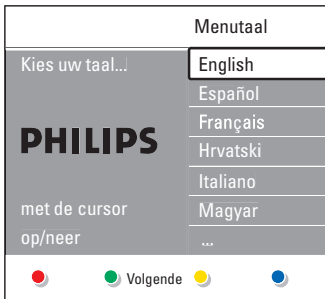 Menutaal
Kies uw taal...
English
Español
Français
PHILIPS
Hrvatski
Italiano
met de cursor
Magyar
op/neer
...
Volgende